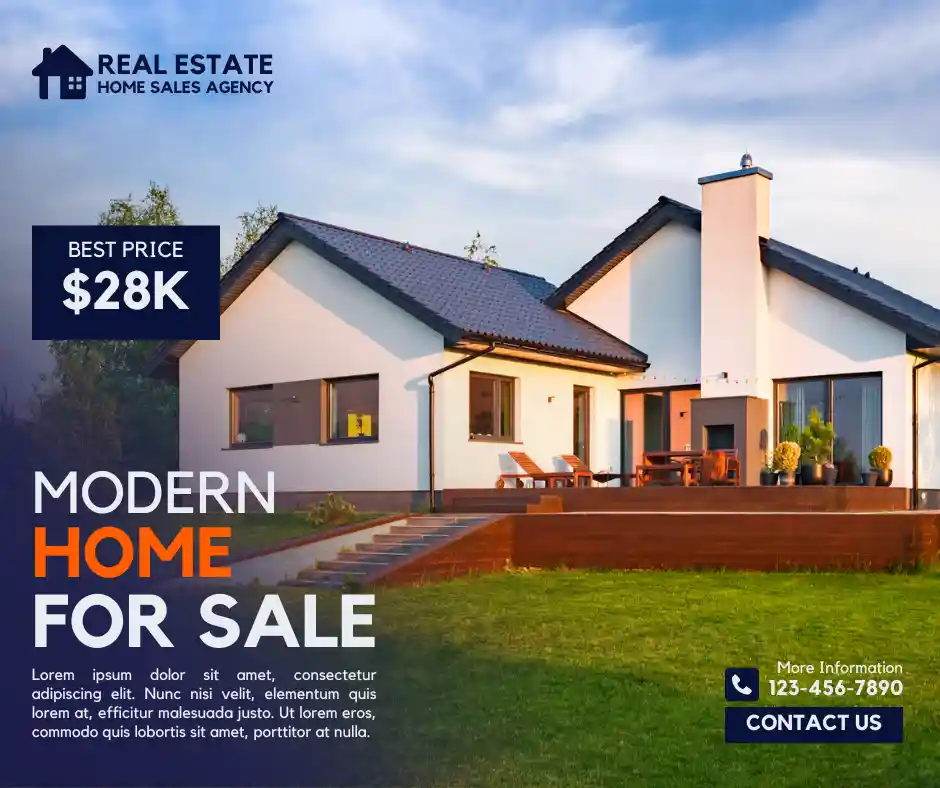 REAL ESTATE
HOME SALES AGENCY
BEST PRICE
$28K
MODERN
HOME
FOR SALE
Lorem ipsum dolor sit amet, consectetur
adipiscing elit. Nunc nisi velit, elementum quis
lorem at, efficitur malesuada justo. Ut lorem eros,
commodo quis lobortis sit amet, porttitor at nulla.
More Information
123-456-7890
CONTACT US